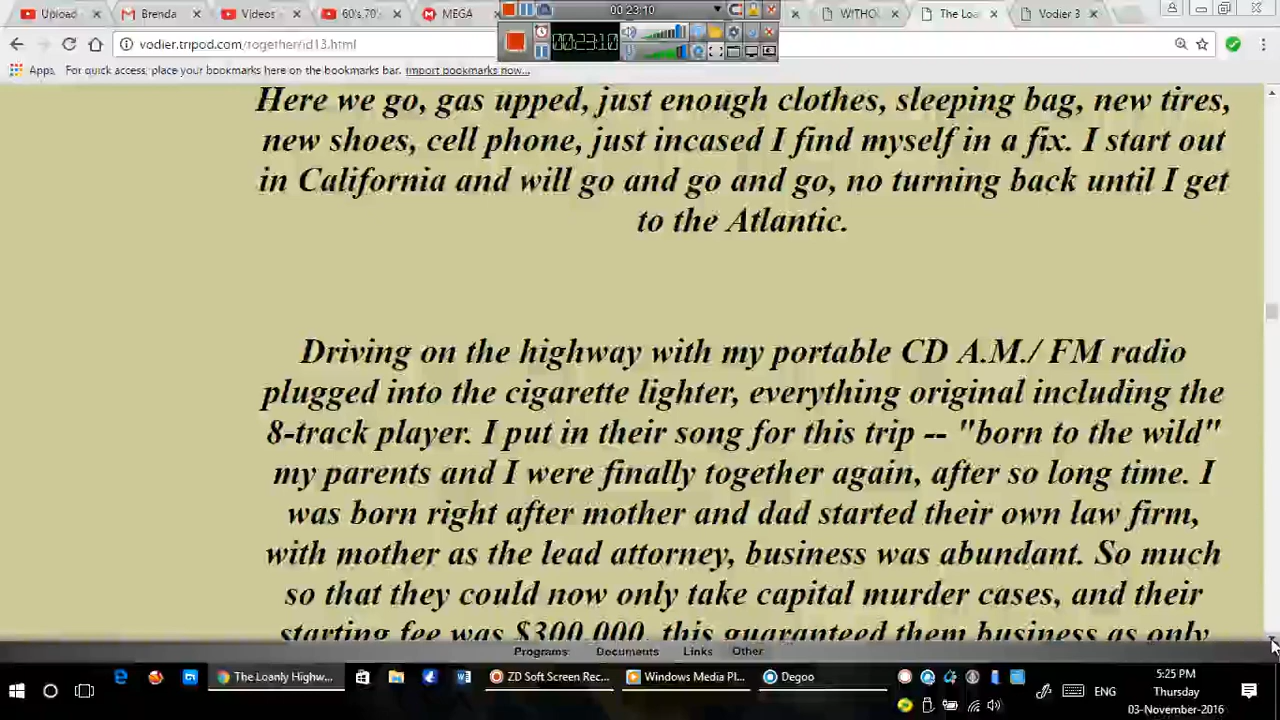 Upload
Brenda
Videos
60's,70's
MEGA
00:23:10
WITHO
The Lo
Vodier 3
00:23:10
vodier.tripod.com/rogether/id13.html
Apps
For quick access, place your bookmarks here on the bookmarks bar. Import bookmarks now...
Here we go, gas upped, just enough clothes, sleeping bag, new tires,
new shoes, cell phone, just incased I find myself in a fix. I start out
in California and will go and go and go, no turning back until I get
to the Atlantic.
Driving on the highway with my portable CD A.M./ FM radio
plugged into the cigarette lighter, everything original including the
8-track player. I put in their song for this trip -- "born to the wild"
my parents and I were finally together again, after so long time. I
was born right after mother and dad started their own law firm,
with mother as the lead attorney, business was abundant. So much
so that they could now only take capital murder cases, and their
starting fee was $300,000, this guaranteed them business as only
Programs
Documents
Links
Other
The Loanly Highw...
ZD Soft Screen Rec...
Windows Media Pl...
Degoo
ENG
5:25 PM
Thursday
03-November-2016